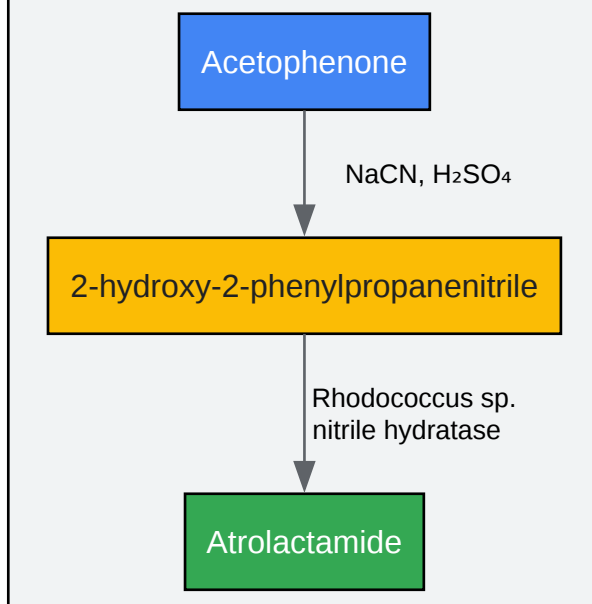 Acetophenone
NaCN, H₂SO₄
2-hydroxy-2-phenylpropanenitrile
Rhodococcus sp.
nitrile hydratase
Atrolactamide